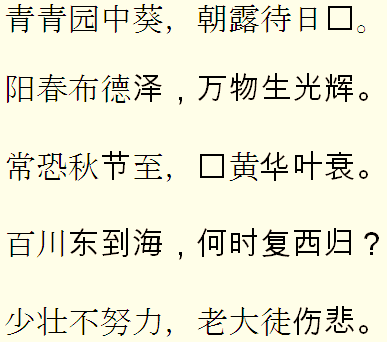 青青园中葵，朝露待日□。
阳春布德泽，万物生光辉。
常恐秋节至，□黄华叶衰。
百川东到海，何时复西归？
少壮不努力，老大徒伤悲。